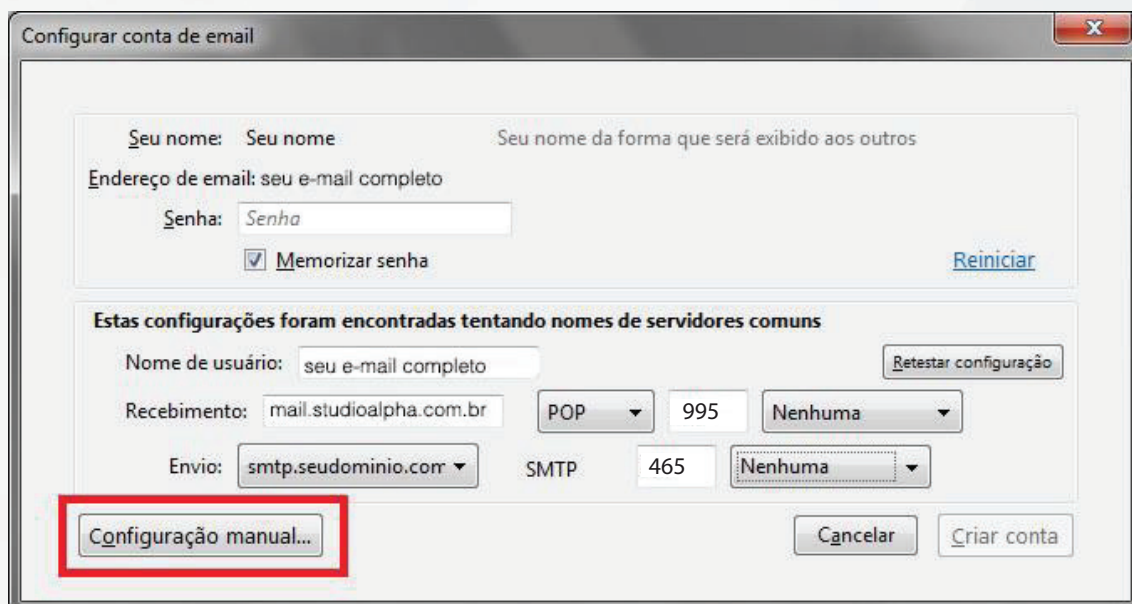 Configurar conta de email
X
Seu nome: Seu nome Seu nome da forma que será exibido aos outros
Endereço de email: seu e-mail completo
Senha: Senha
Memorizar senha Reiniciar
Estas configurações foram encontradas tentando nomes de servidores comuns
Nome de usuário: seu e-mail completo Retestar configuração
Recebimento: mail.studioalpha.com.br POP 995 Nenhuma
Envio: smtp.seudominio.com SMTP 465 Nenhuma
Configuração manual... Cancelar Criar conta